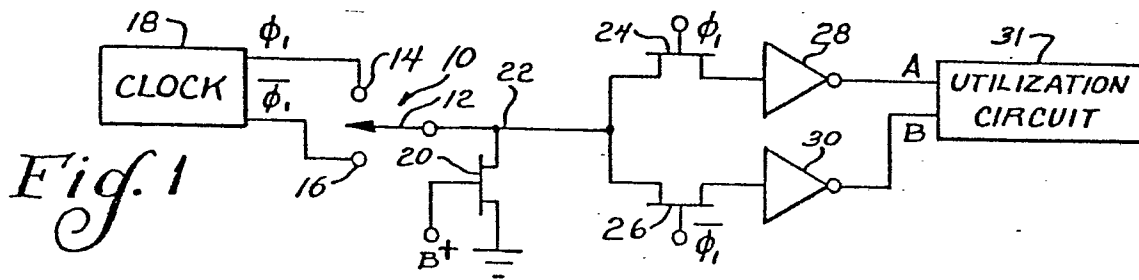 18
ϕ₁
CLOCK
ϕ̅₁
14
10
12
16
20
22
B+
24
ϕ₁
28
A
31
UTILIZATION
CIRCUIT
B
26
ϕ̅₁
30
Fig. 1